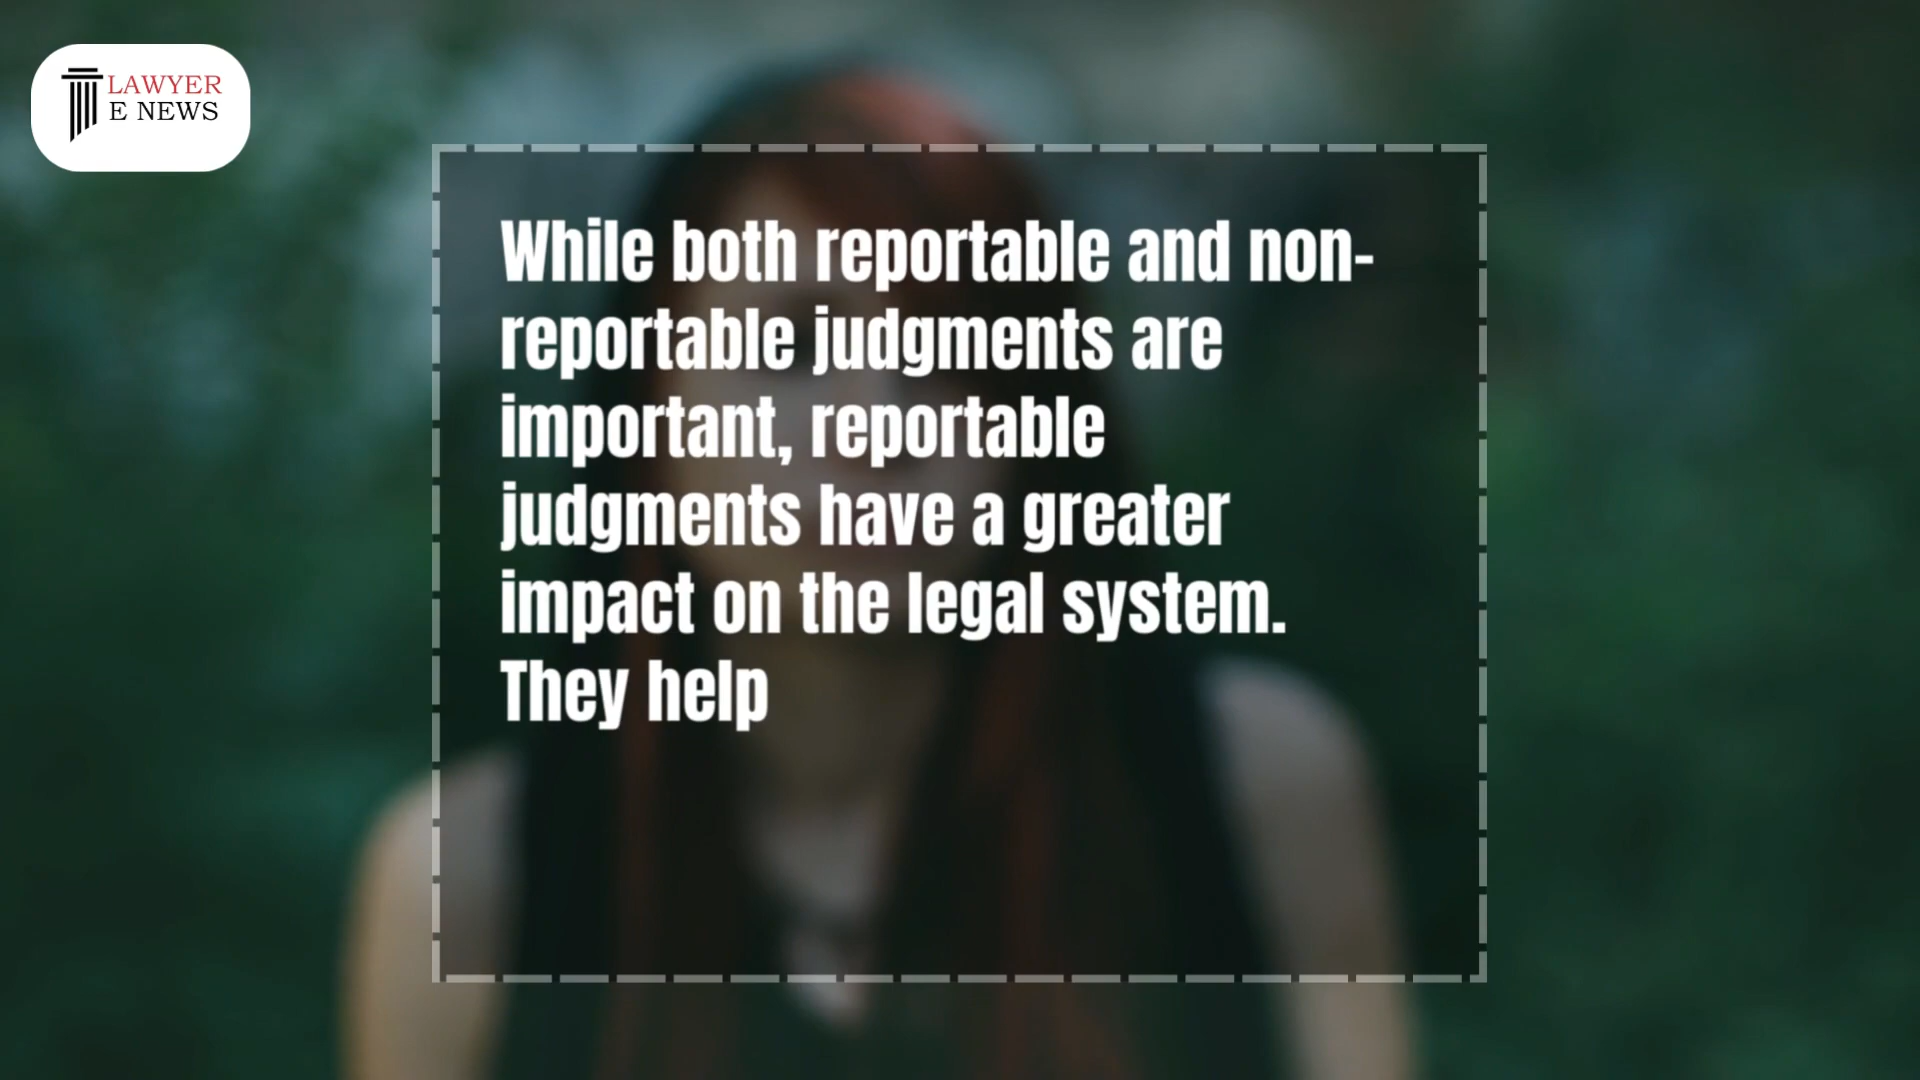 LAWYER
E NEWS
While both reportable and non-
reportable judgments are
important, reportable
judgments have a greater
impact on the legal system.
They help